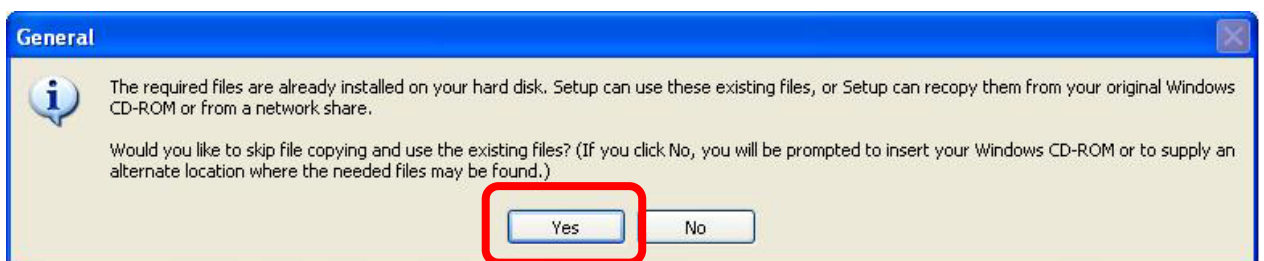 General
The required files are already installed on your hard disk. Setup can use these existing files, or Setup can recopy them from your original Windows
CD-ROM or from a network share.
Would you like to skip file copying and use the existing files? (If you click No, you will be prompted to insert your Windows CD-ROM or to supply an
alternate location where the needed files may be found.)
Yes No